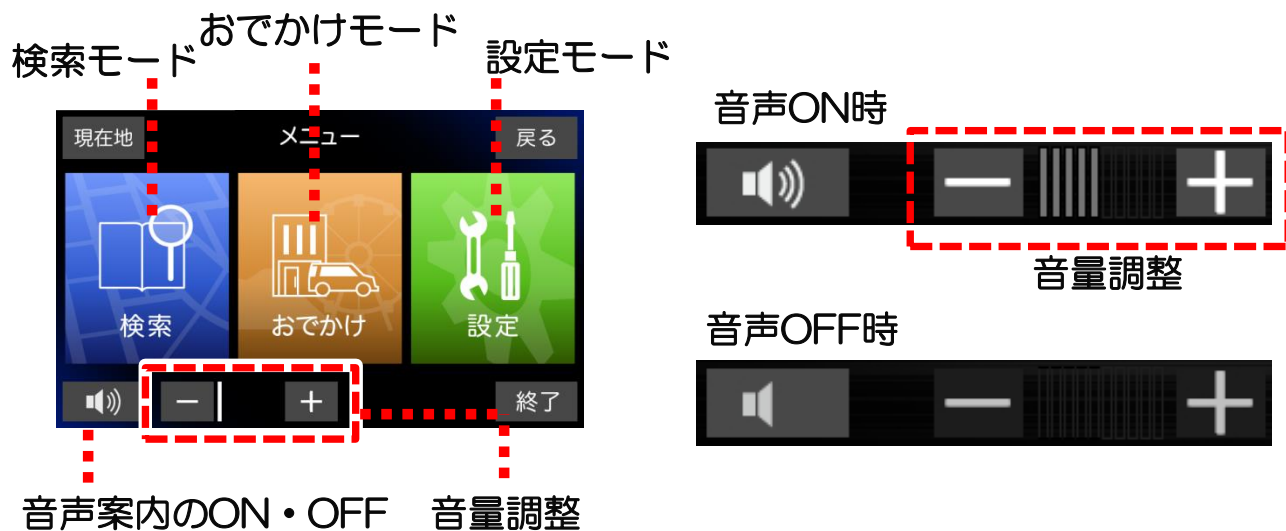 おでかけモード
検索モード
設定モード
現在地
メニュー
戻る
検索
おでかけ
設定
終了
音声案内のON・OFF
音量調整
音声ON時
音量調整
音声OFF時